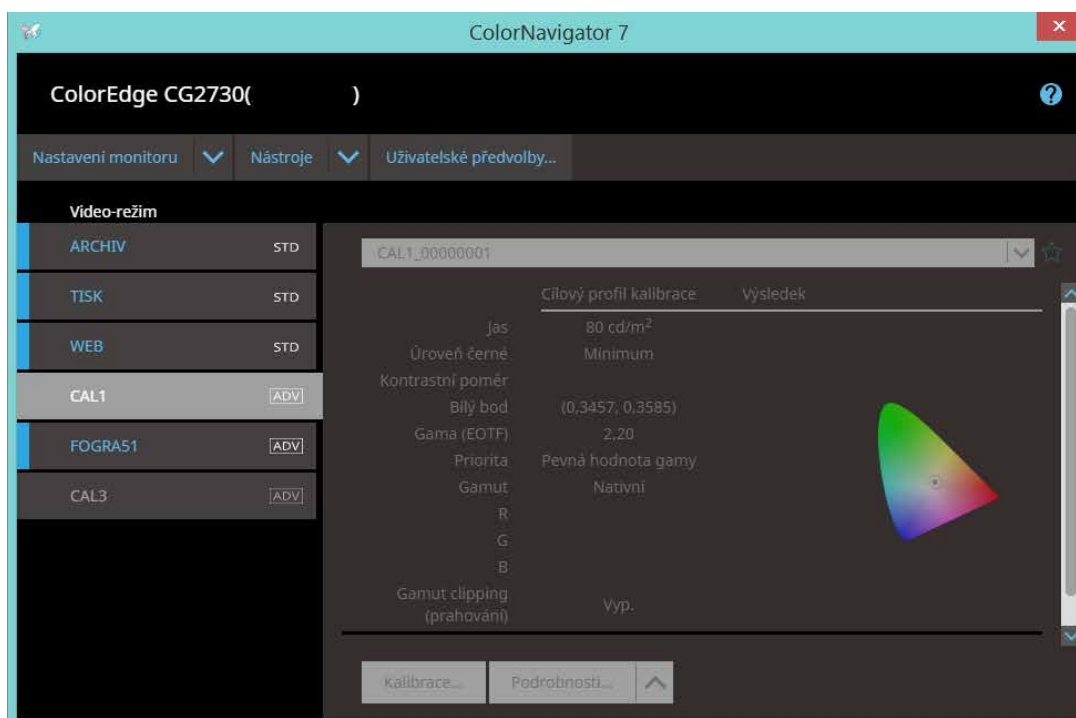 ColorNavigator 7
ColorEdge CG2730( )
Nastavení monitoru Nástroje Uživatelské předvolby...
Video-režim
ARCHIV STD
TISK STD
WEB STD
CAL1 ADV
FOGRA51 ADV
CAL3 ADV
CAL1_00000001
Cílový profil kalibrace Výsledek
Jas 80 cd/m²
Úroveň černé Minimum
Kontrastní poměr
Bílý bod (0,3457, 0,3585)
Gama (EOTF) 2,20
Priorita Pevná hodnota gamy
Gamut Nativní
R
G
B
Gamut clipping
(prahování) Vyp.
Kalibrace... Podrobnosti...